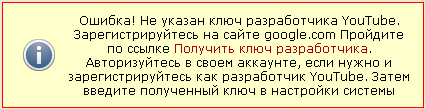 Ошибка! Не указан ключ разработчика YouTube.
Зарегистрируйтесь на сайте google.com Пройдите
по ссылке Получить ключ разработчика.
Авторизуйтесь в своем аккаунте, если нужно и
зарегистрируйтесь как разработчик YouTube. Затем
введите полученный ключ в настройки системы